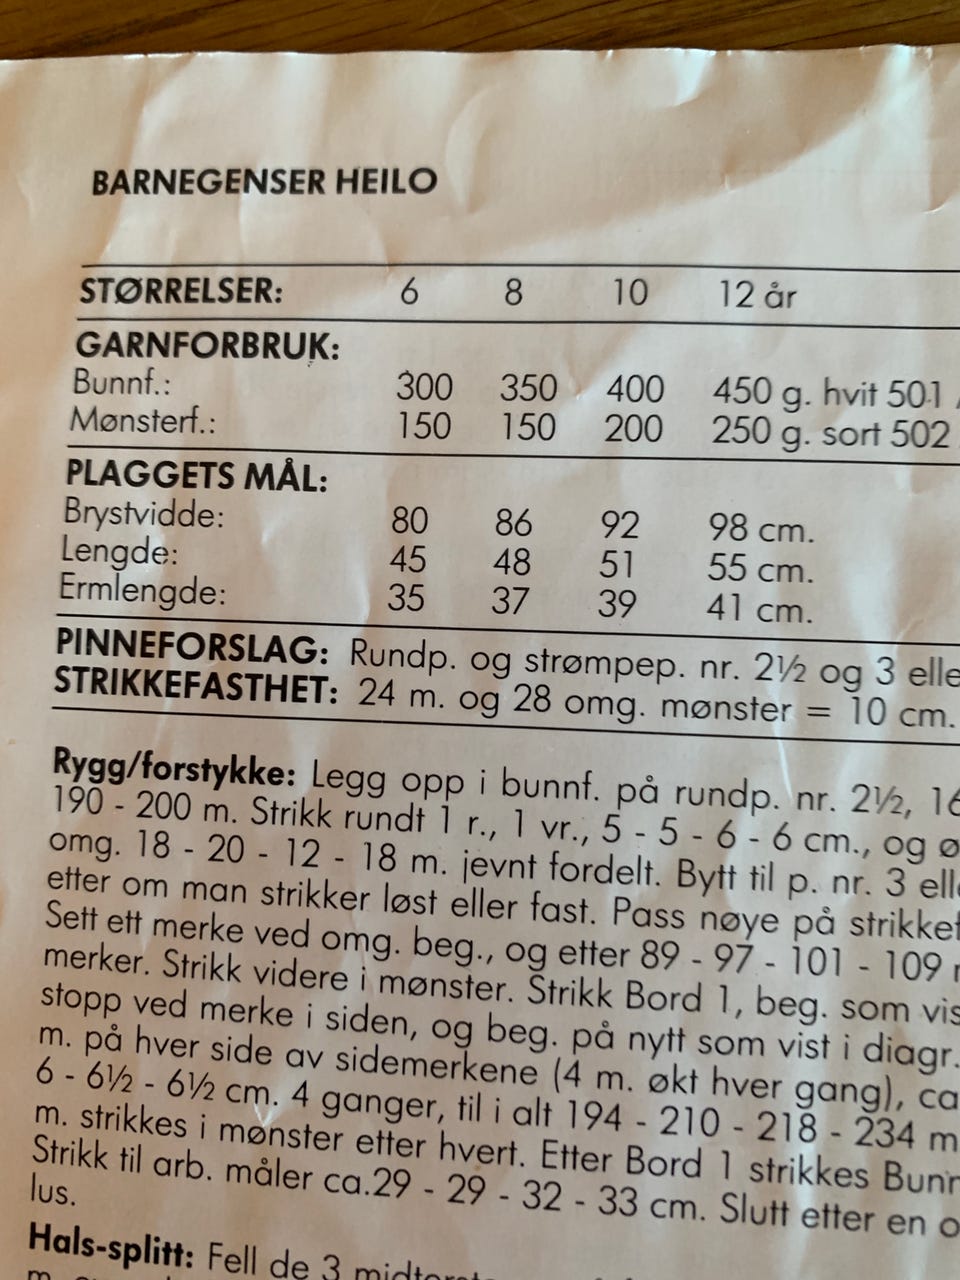 BARNEGENSER HEILO
STØRRELSER: 6 8 10 12 år
GARNFORBRUK:
Bunnf.: 300 350 400 450 g. hvit 501
Mønsterf.: 150 150 200 250 g. sort 502
PLAGGETS MÅL:
Brystvidde: 80 86 92 98 cm.
Lengde: 45 48 51 55 cm.
Ermlengde: 35 37 39 41 cm.
PINNEFORSLAG: Rundp. og strømpep. nr. 2½ og 3 elle
STRIKKEFASTHET: 24 m. og 28 omg. mønster = 10 cm.
Rygg/forstykke: Legg opp i bunnf. på rundp. nr. 2½, 16
190 - 200 m. Strikk rundt 1 r., 1 vr., 5 - 5 - 6 - 6 cm., og ø
omg. 18 - 20 - 12 - 18 m. jevnt fordelt. Bytt til p. nr. 3 elle
etter om man strikker løst eller fast. Pass nøye på strikkef
Sett ett merke ved omg. beg., og etter 89 - 97 - 101 - 109
merker. Strikk videre i mønster. Strikk Bord 1, beg. som vis
stopp ved merke i siden, og beg. på nytt som vist i diagr.
m. på hver side av sidemerkene (4 m. økt hver gang), ca
6 - 6½ - 6½ cm. 4 ganger, til i alt 194 - 210 - 218 - 234 m
m. strikkes i mønster etter hvert. Etter Bord 1 strikkes Bunn
Strikk til arb. måler ca.29 - 29 - 32 - 33 cm. Slutt etter en o
lus.
Hals-splitt: Fell de 3